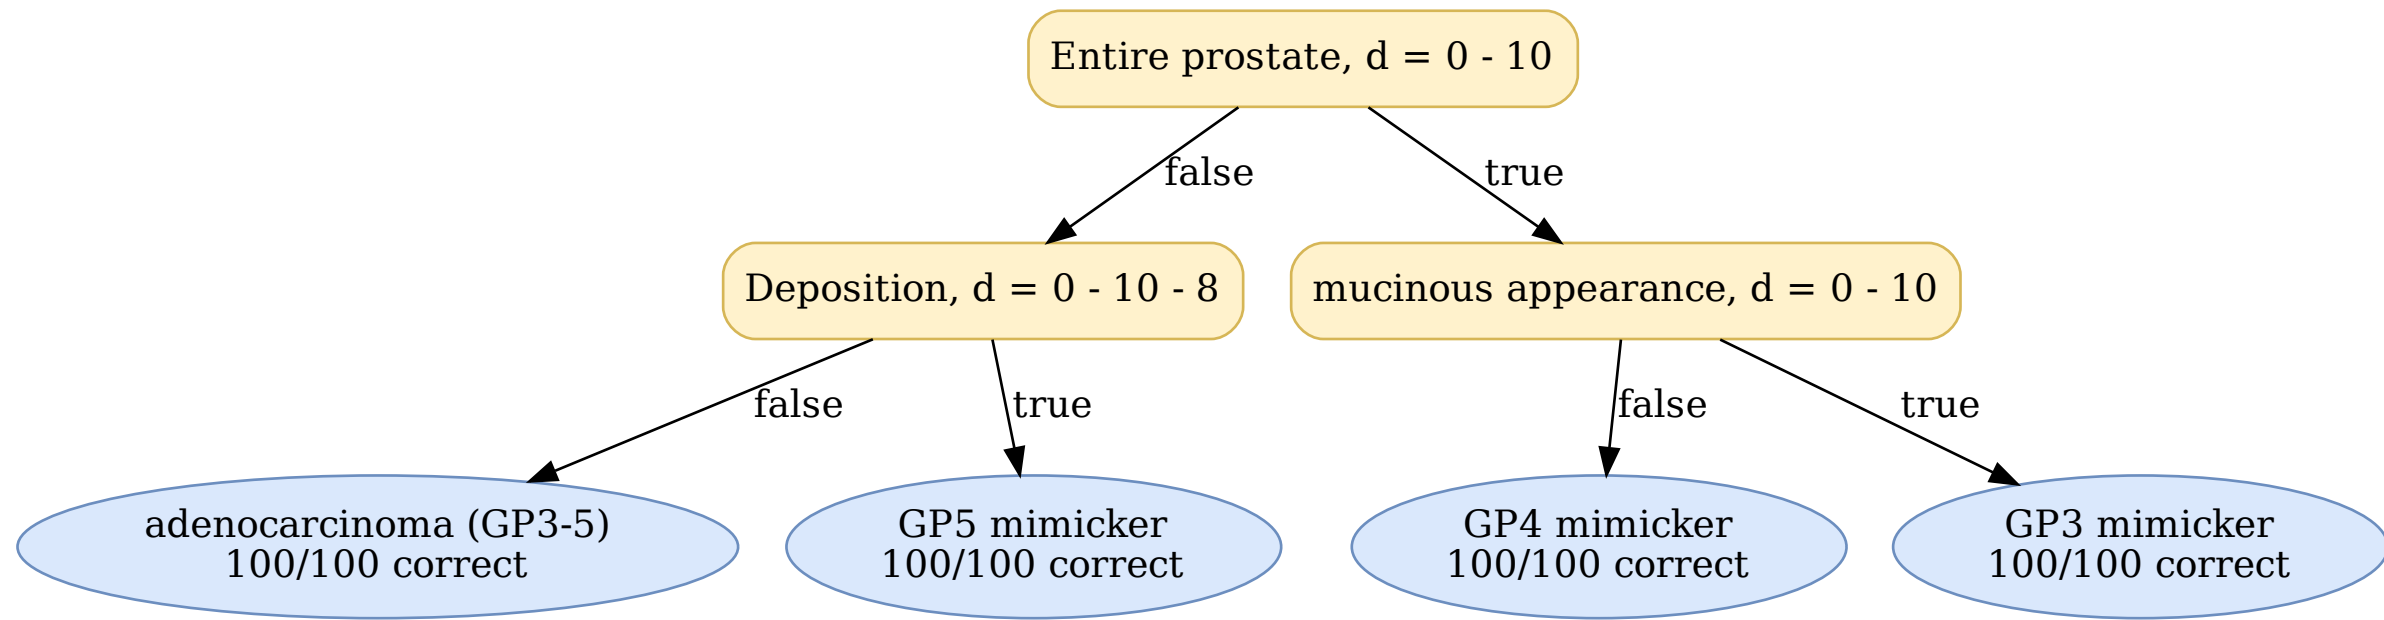 Entire prostate, d = 0 - 10
false
true
Deposition, d = 0 - 10 - 8
mucinous appearance, d = 0 - 10
false
true
false
true
adenocarcinoma (GP3-5)
100/100 correct
GP5 mimicker
100/100 correct
GP4 mimicker
100/100 correct
GP3 mimicker
100/100 correct